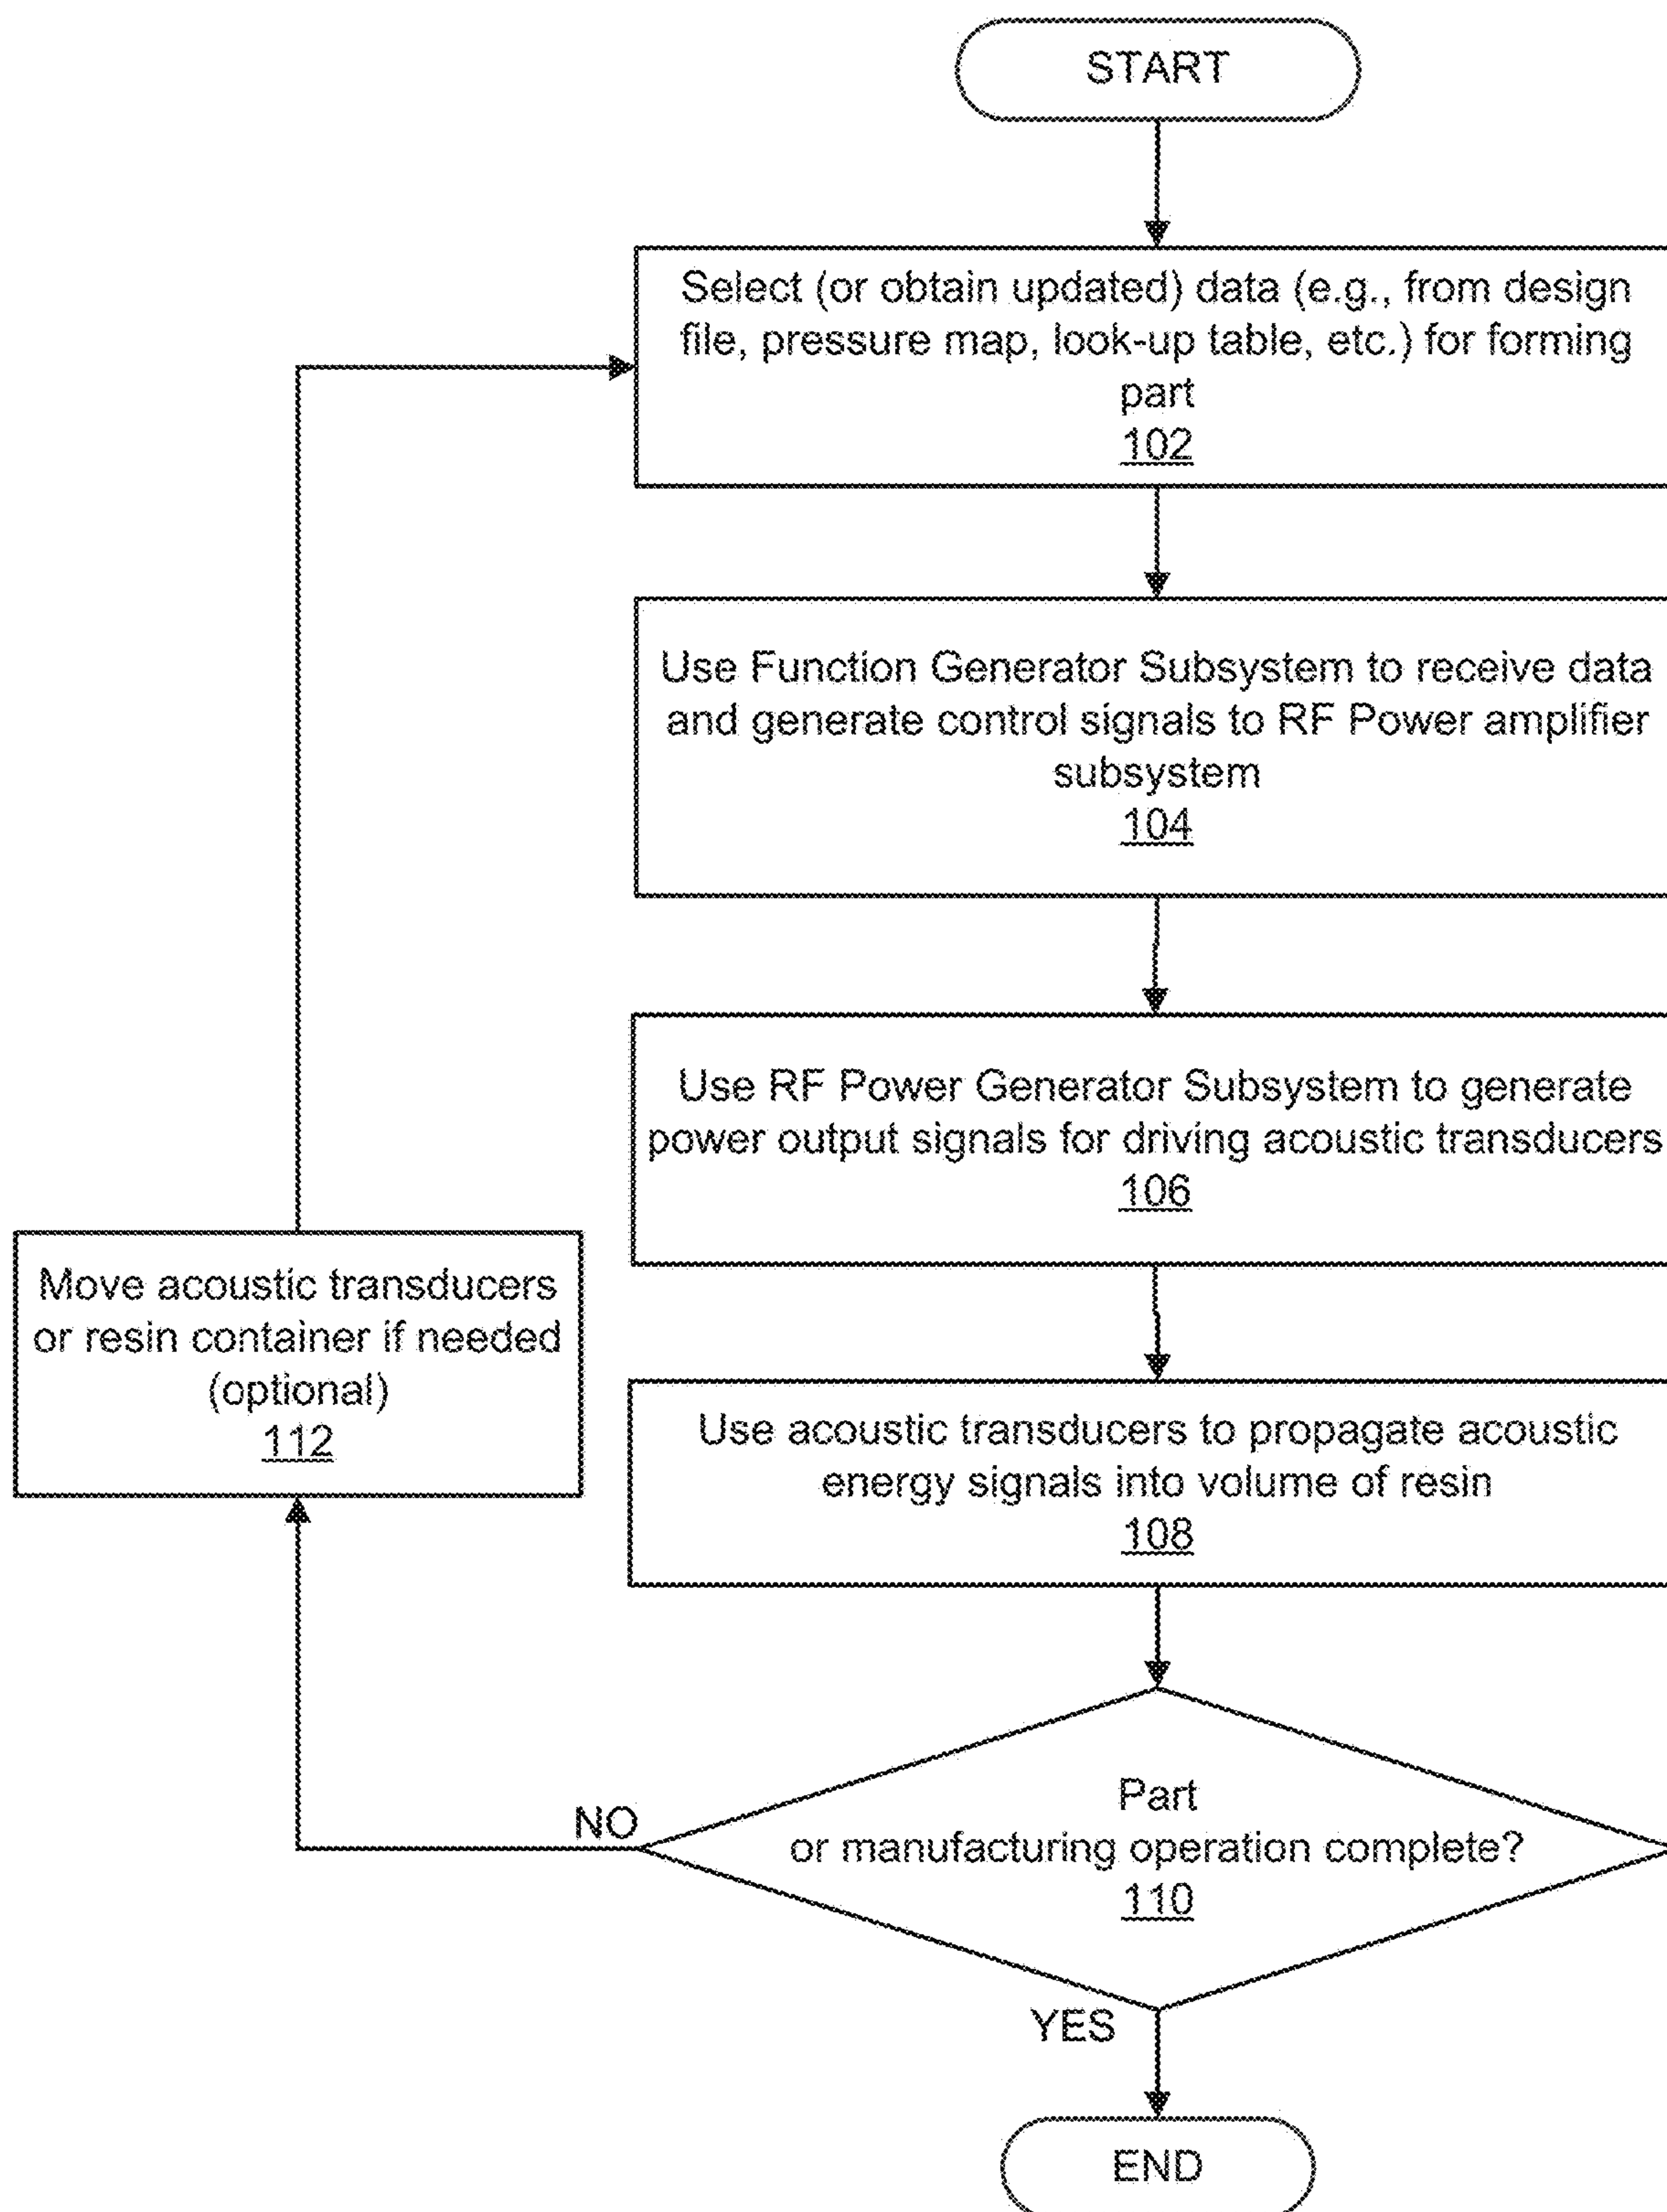 START
Select (or obtain updated) data (e.g., from design
file, pressure map, look-up table, etc.) for forming
part
102
Use Function Generator Subsystem to receive data
and generate control signals to RF Power amplifier
subsystem
104
Use RF Power Generator Subsystem to generate
power output signals for driving acoustic transducers
106
Move acoustic transducers
or resin container if needed
(optional)
112
Use acoustic transducers to propagate acoustic
energy signals into volume of resin
108
Part
or manufacturing operation complete?
110
NO
YES
END